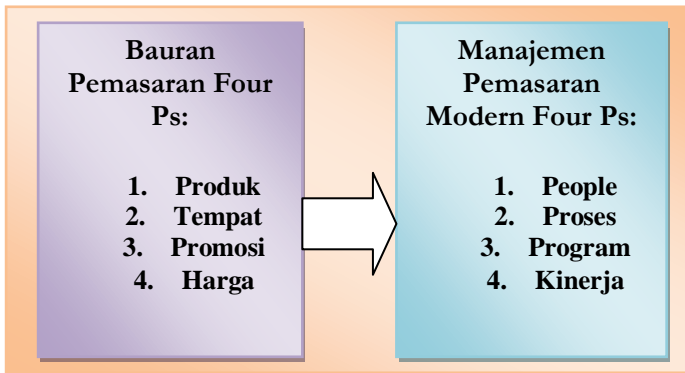 Bauran
Pemasaran Four
Ps:
1. Produk
2. Tempat
3. Promosi
4. Harga
Manajemen
Pemasaran
Modern Four Ps:
1. People
2. Proses
3. Program
4. Kinerja